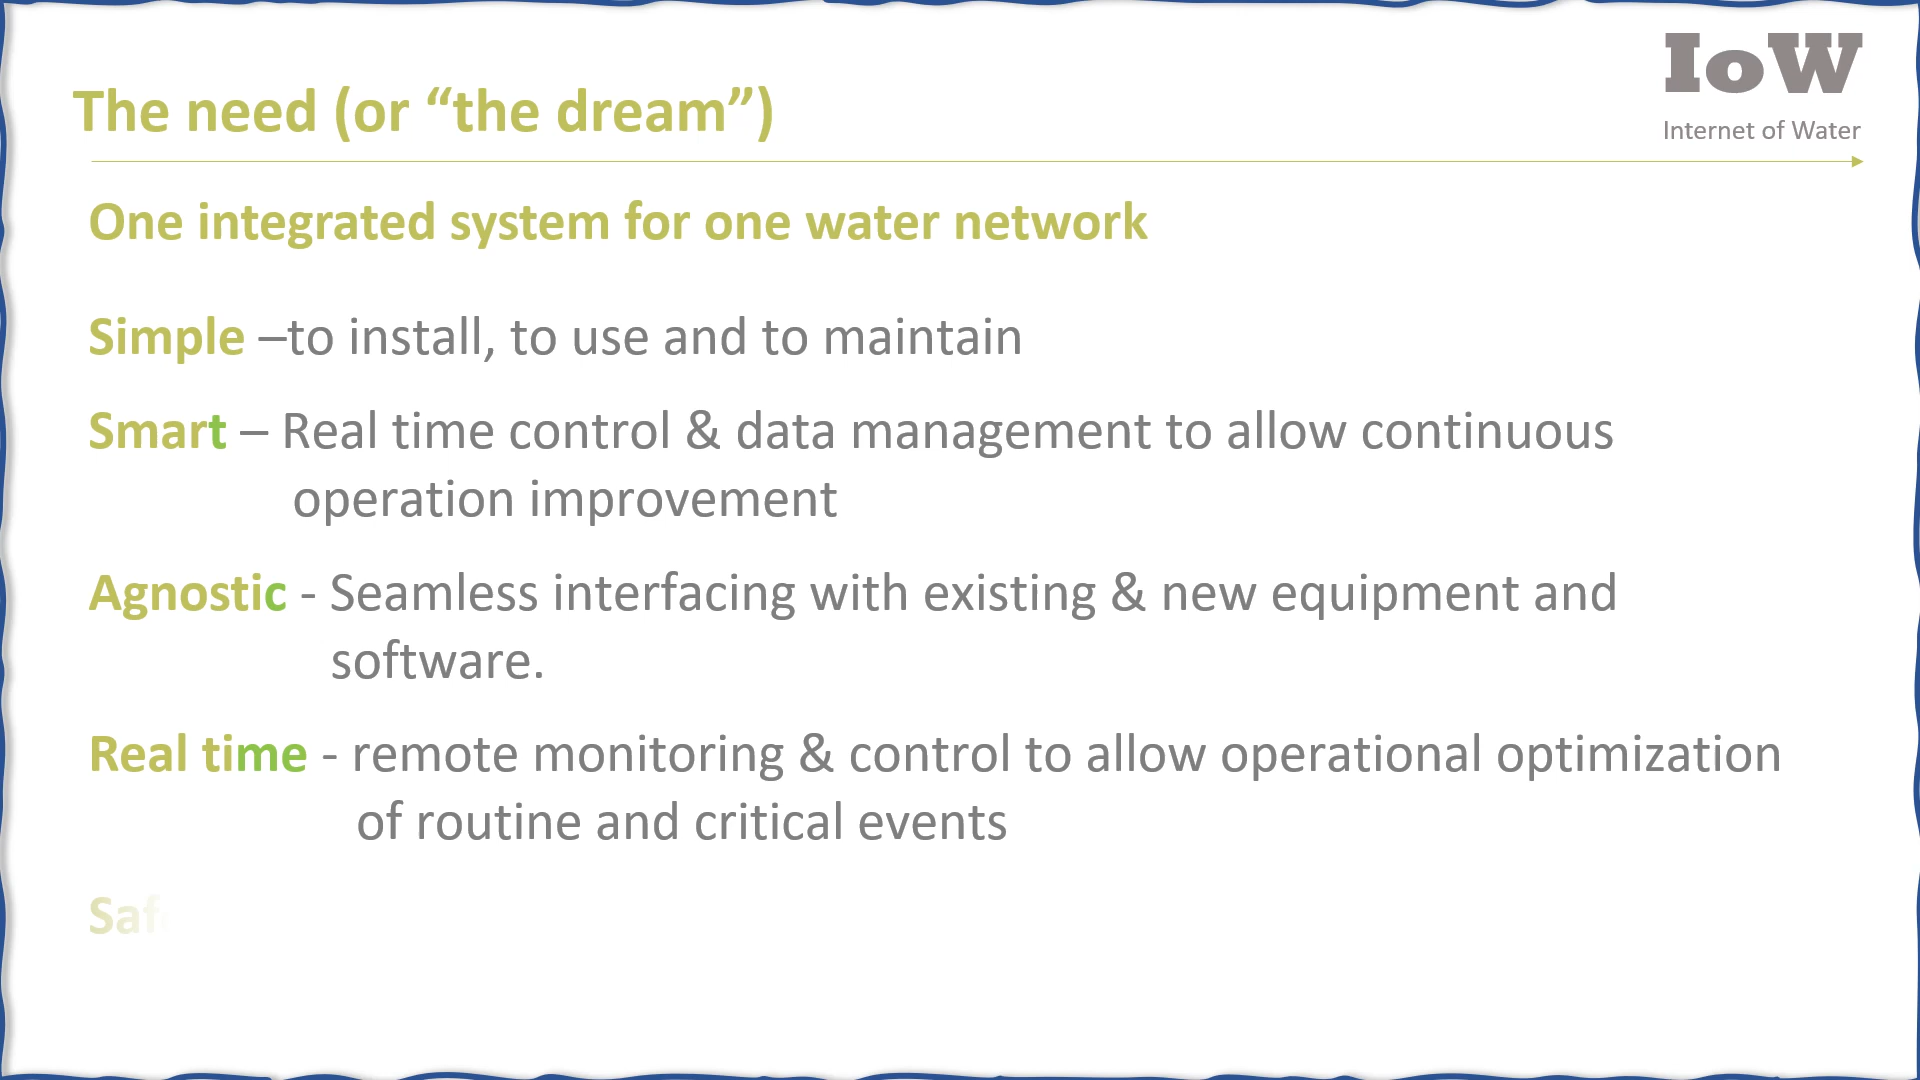 IoW
Internet of Water
The need (or “the dream”)
One integrated system for one water network
Simple –to install, to use and to maintain
Smart – Real time control & data management to allow continuous
operation improvement
Agnostic - Seamless interfacing with existing & new equipment and
software.
Real time - remote monitoring & control to allow operational optimization
of routine and critical events